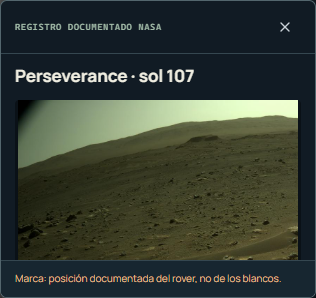 REGISTRO DOCUMENTADO NASA
Perseverance · sol 107
Marca: posición documentada del rover, no de los blancos.